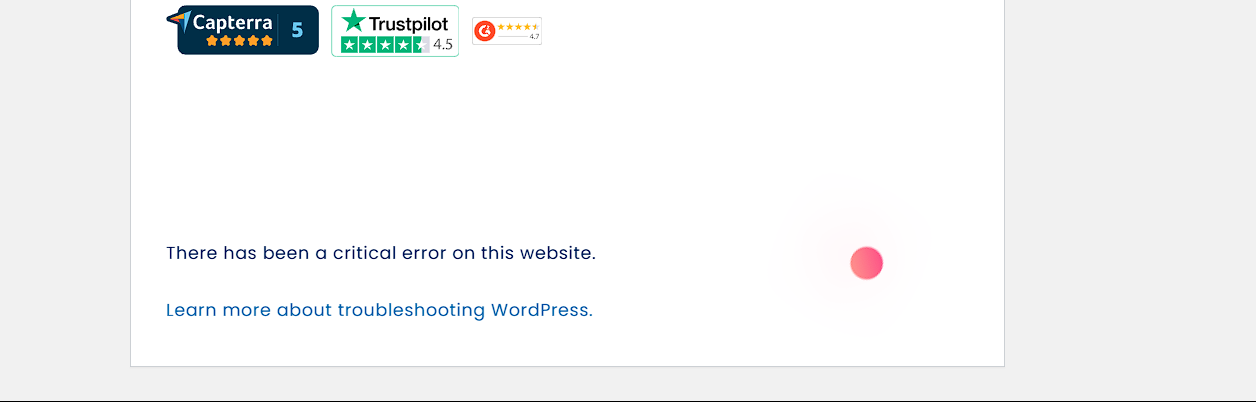 Capterra 5
Trustpilot
4.5
4.7
There has been a critical error on this website.
Learn more about troubleshooting WordPress.